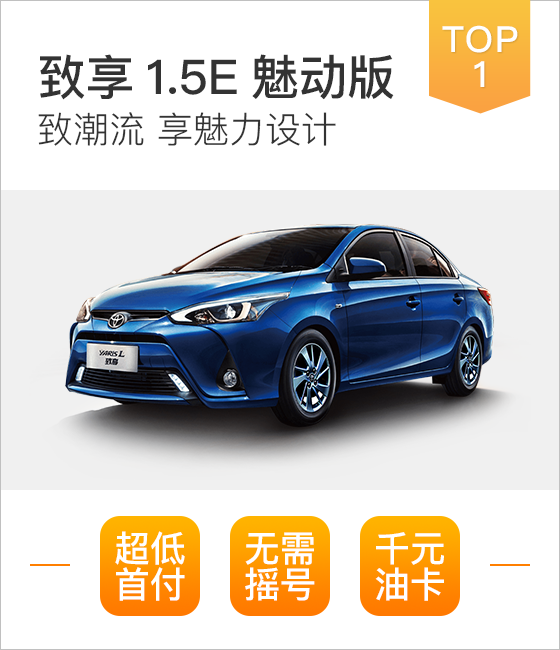 TOP
1
致享 1.5E 魅动版
致潮流 享魅力设计
YARIS L
致享
超低
首付
无需
摇号
千元
油卡